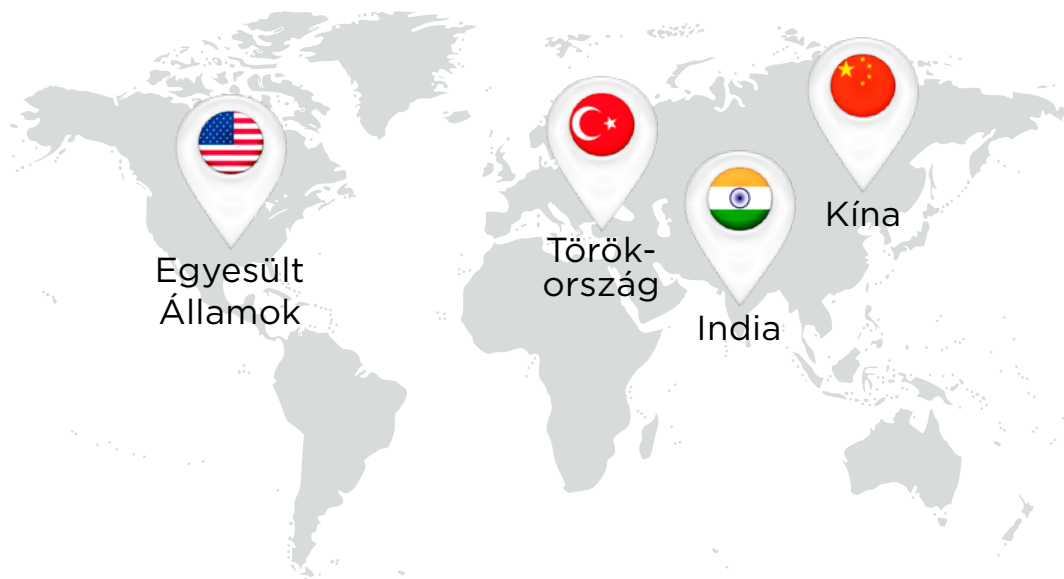 Egyesült
Államok
Török-
ország
India
Kína